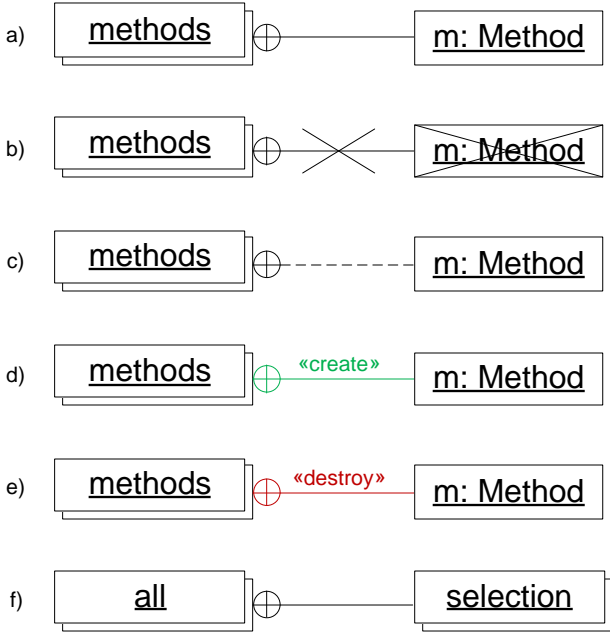 a) methods m: Method
b) methods m: Method
c) methods m: Method
d) methods «create» m: Method
e) methods «destroy» m: Method
f) all selection